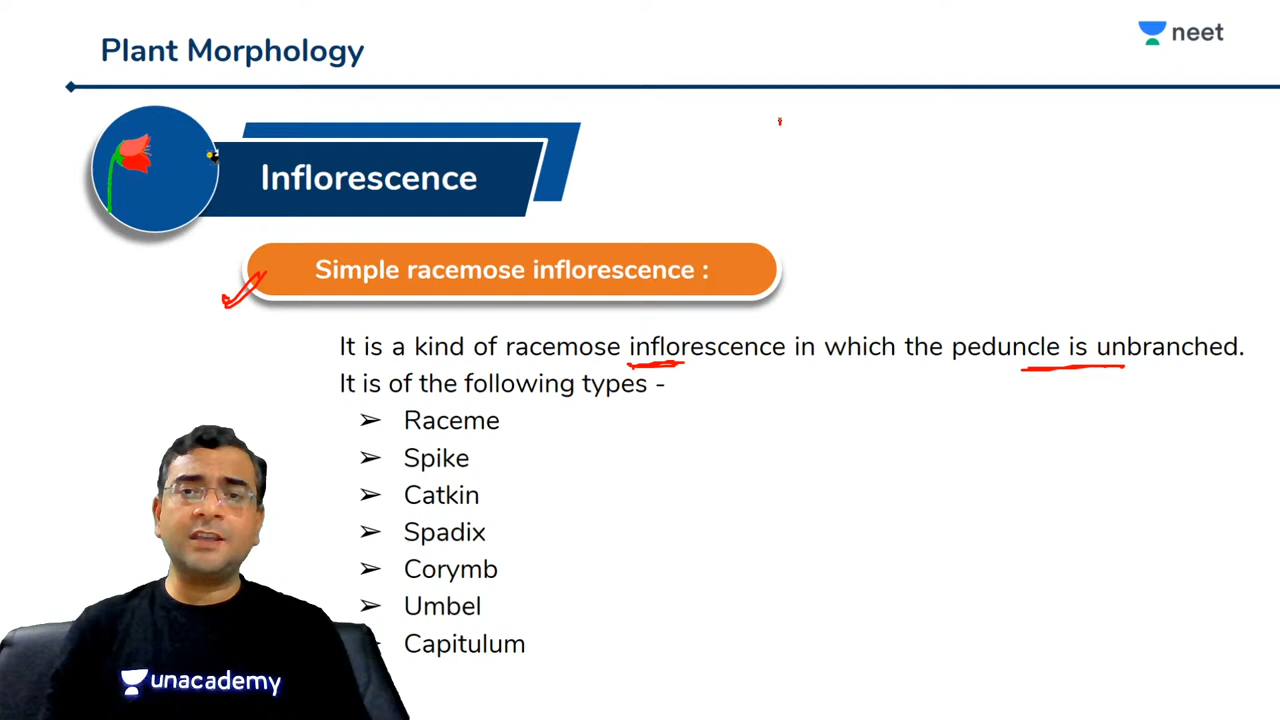 Plant Morphology
neet
Inflorescence
Simple racemose inflorescence :
It is a kind of racemose inflorescence in which the peduncle is unbranched.
It is of the following types -
➢ Raceme
➢ Spike
➢ Catkin
➢ Spadix
➢ Corymb
➢ Umbel
➢ Capitulum
unacademy